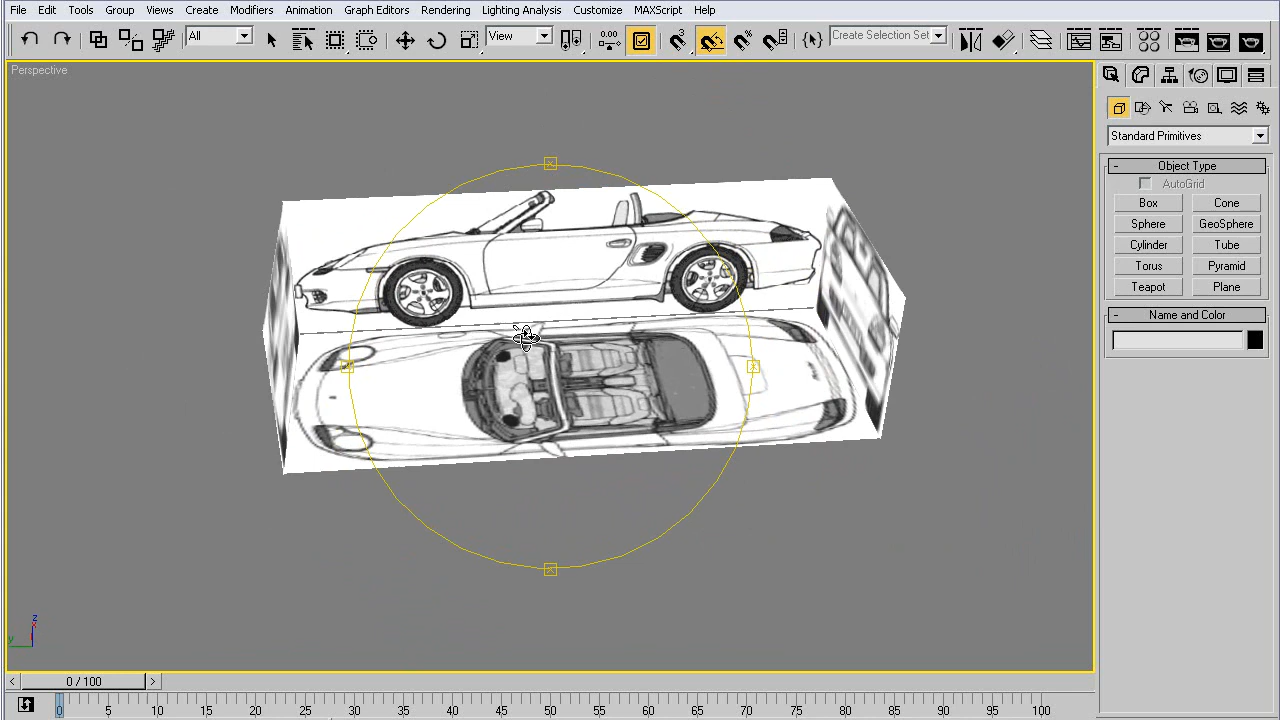 File Edit Tools Group Views Create Modifiers Animation Graph Editors Rendering Lighting Analysis Customize MAXScript Help
All View 0.00 3 % Create Selection Set
Perspective
Standard Primitives
- Object Type
AutoGrid
Box Cone
Sphere GeoSphere
Cylinder Tube
Torus Pyramid
Teapot Plane
- Name and Color
z
x
y
< 0 / 100 >
0 5 10 15 20 25 30 35 40 45 50 55 60 65 70 75 80 85 90 95 100